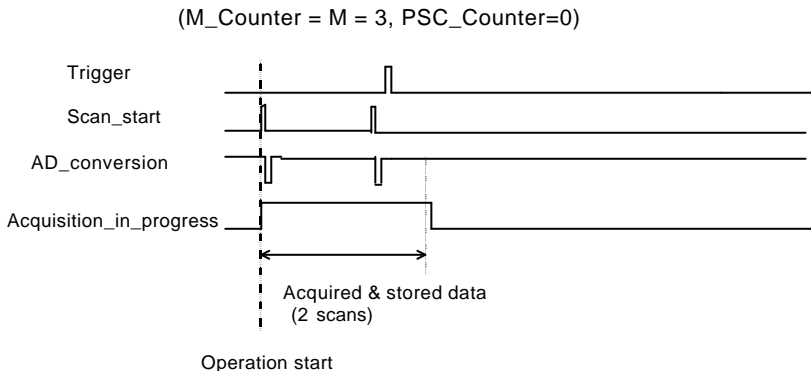 (M_Counter = M = 3, PSC_Counter=0)
Trigger
Scan_start
AD_conversion
Acquisition_in_progress
Acquired & stored data
(2 scans)
Operation start